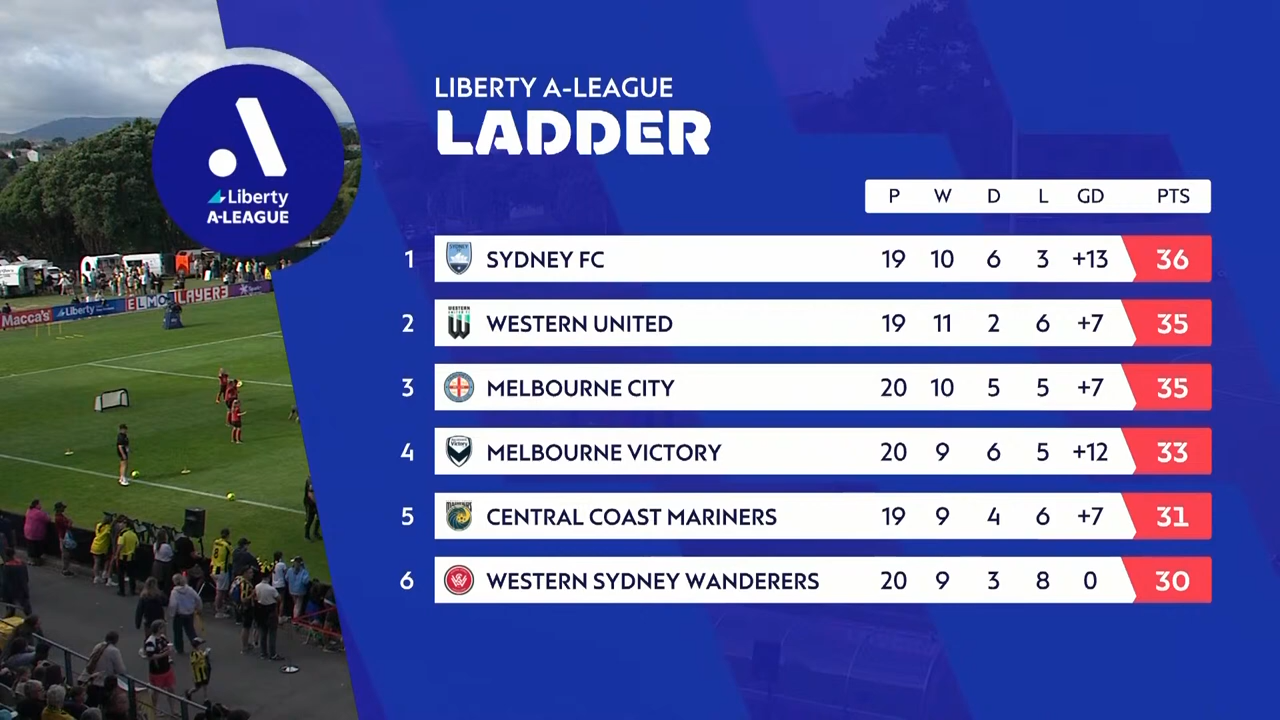 LIBERTY A-LEAGUE
LADDER
Liberty
A-LEAGUE
P W D L GD PTS
1 SYDNEY FC 19 10 6 3 +13 36
2 WESTERN UNITED 19 11 2 6 +7 35
3 MELBOURNE CITY 20 10 5 5 +7 35
4 MELBOURNE VICTORY 20 9 6 5 +12 33
5 CENTRAL COAST MARINERS 19 9 4 6 +7 31
6 WESTERN SYDNEY WANDERERS 20 9 3 8 0 30
Macca's Liberty